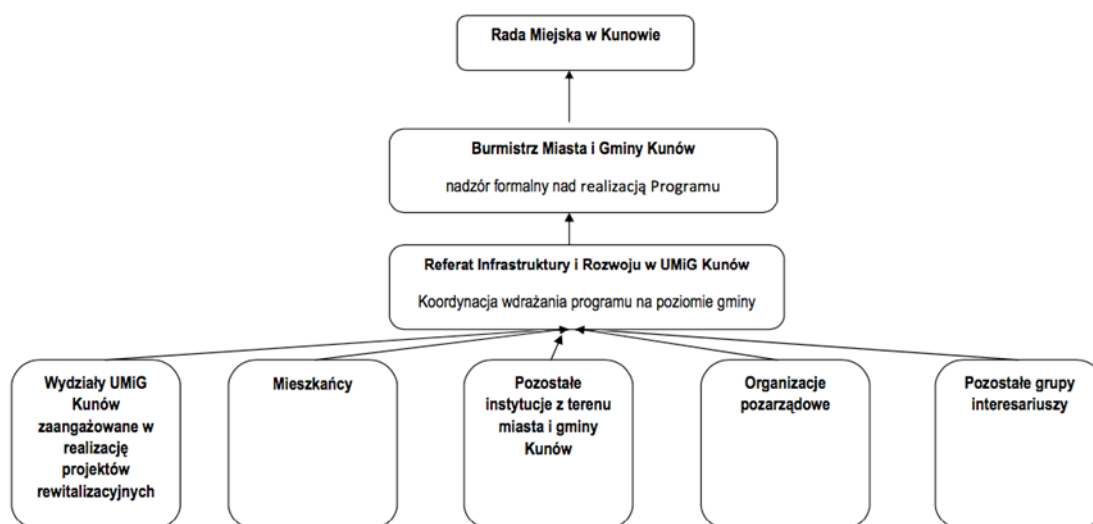 Rada Miejska w Kunowie
Burmistrz Miasta i Gminy Kunów
nadzór formalny nad realizacją Programu
Referat Infrastruktury i Rozwoju w UMiG Kunów
Koordynacja wdrażania programu na poziomie gminy
Wydziały UMiG
Kunów
zaangażowane w
realizację
projektów
rewitalizacyjnych
Mieszkańcy
Pozostałe
instytucje z terenu
miasta i gminy
Kunów
Organizacje
pozarządowe
Pozostałe grupy
interesariuszy